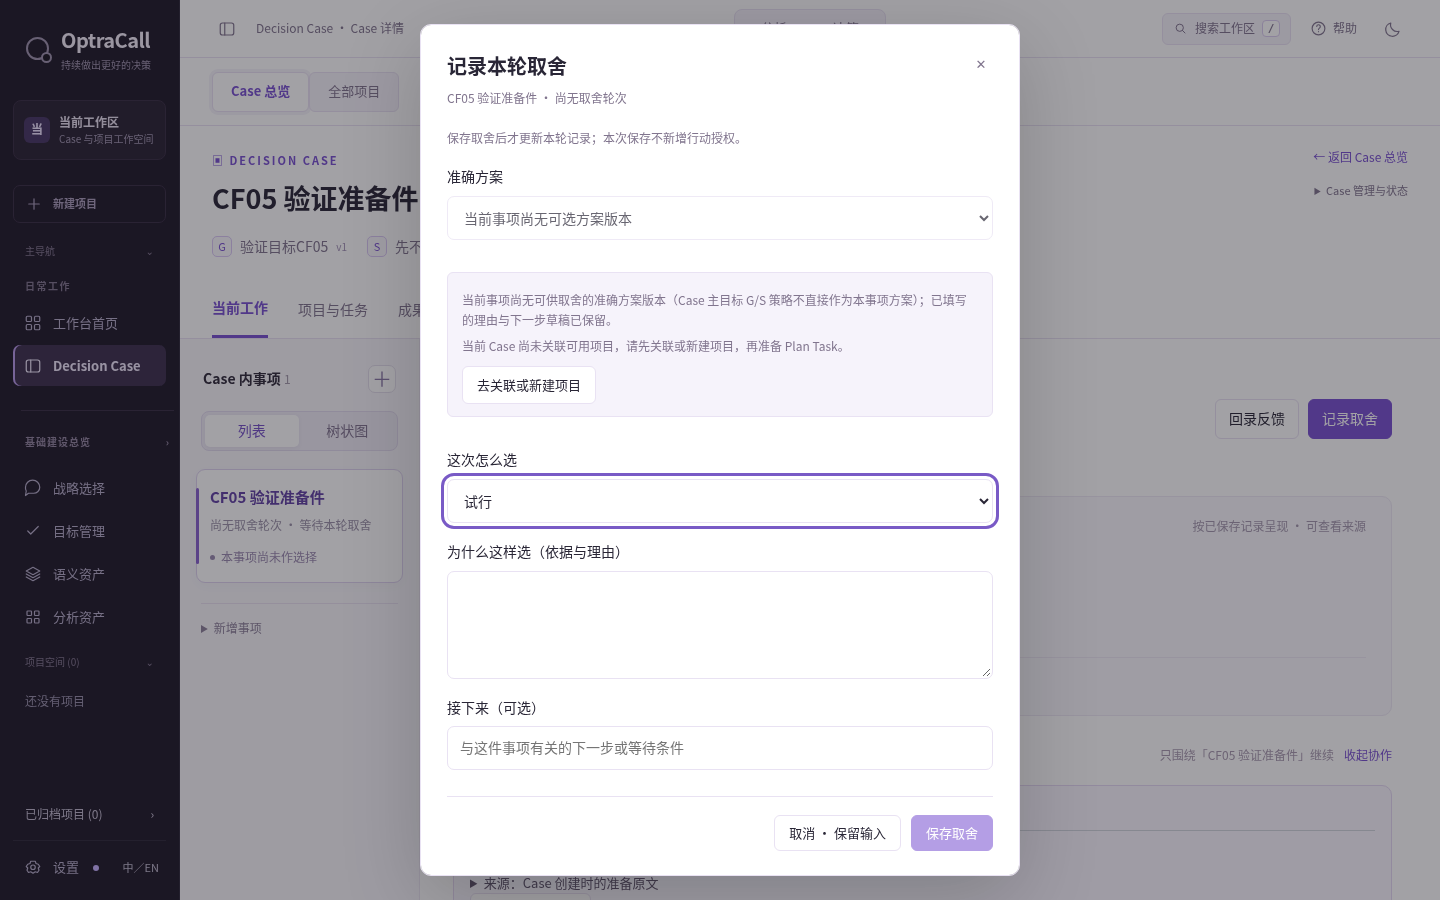 OptraCall
持续做出更好的决策
当
当前工作区
Case 与项目工作空间
新建项目
主导航
日常工作
工作台首页
Decision Case
基础建设总览
战略选择
目标管理
语义资产
分析资产
项目空间 (0)
还没有项目
已归档项目 (0)
设置
中／EN
Decision Case • Case 详情
搜索工作区 /
帮助
Case 总览
全部项目
DECISION CASE
CF05 验证准备件
G 验证目标CF05 v1 S 先不
← 返回 Case 总览
Case 管理与状态
当前工作
项目与任务
成果
Case 内事项 1
列表
树状图
CF05 验证准备件
尚无取舍轮次 • 等待本轮取舍
本事项尚未作选择
新增事项
回录反馈
记录取舍
按已保存记录呈现 • 可查看来源
只围绕「CF05 验证准备件」继续 收起协作
来源：Case 创建时的准备原文
记录本轮取舍
×
CF05 验证准备件 • 尚无取舍轮次
保存取舍后才更新本轮记录；本次保存不新增行动授权。
准确方案
当前事项尚无可选方案版本
当前事项尚无可供取舍的准确方案版本（Case 主目标 G/S 策略不直接作为本事项方案）；已填写
的理由与下一步草稿已保留。
当前 Case 尚未关联可用项目，请先关联或新建项目，再准备 Plan Task。
去关联或新建项目
这次怎么选
试行
为什么这样选（依据与理由）
接下来（可选）
与这件事项有关的下一步或等待条件
取消 • 保留输入
保存取舍